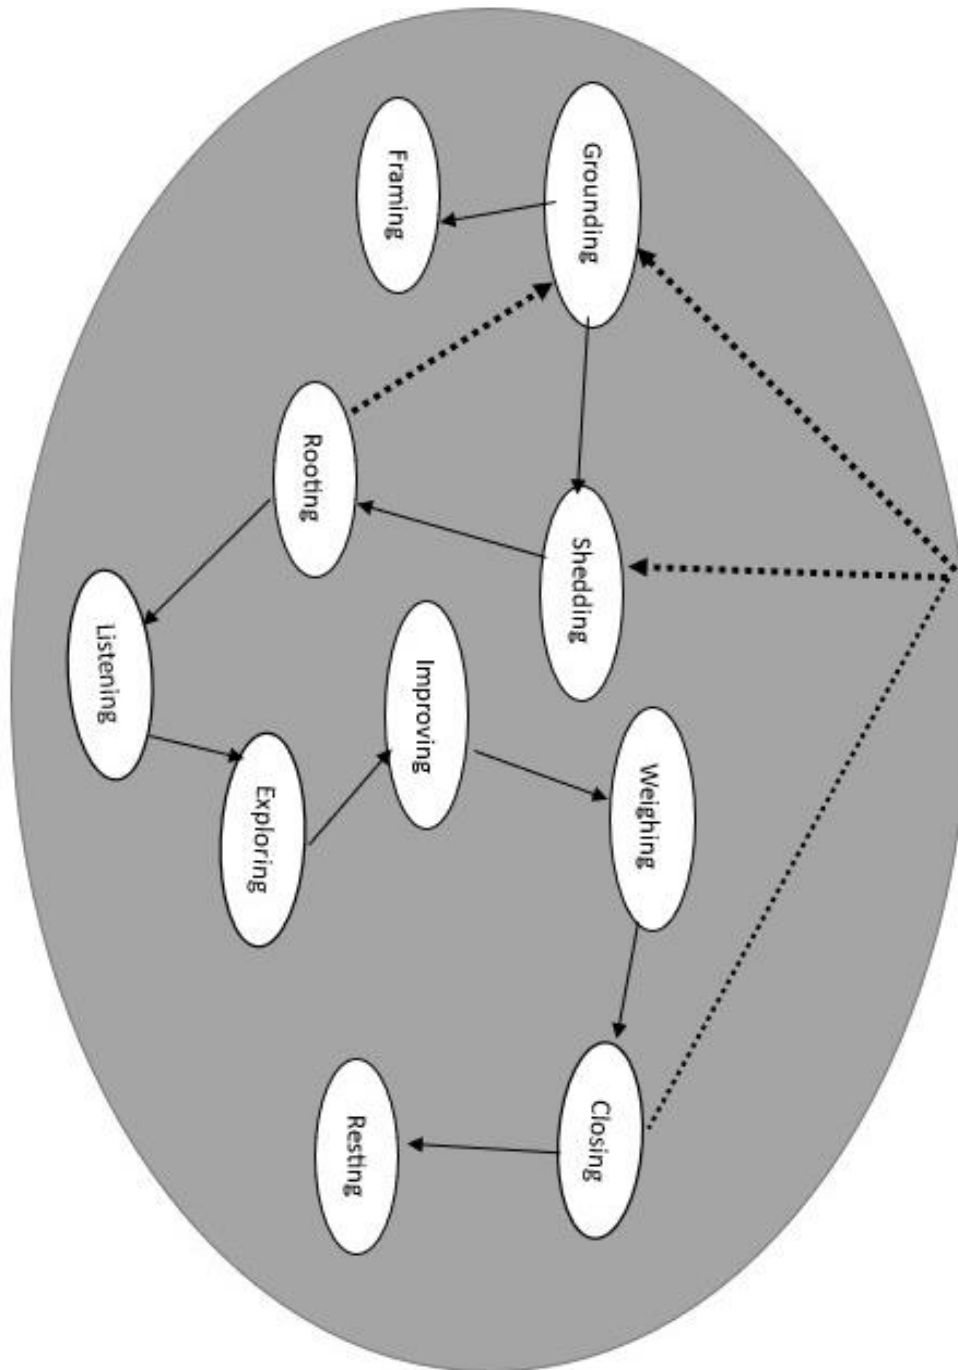 Grounding
Framing
Shedding
Rooting
Listening
Exploring
Improving
Weighing
Closing
Resting